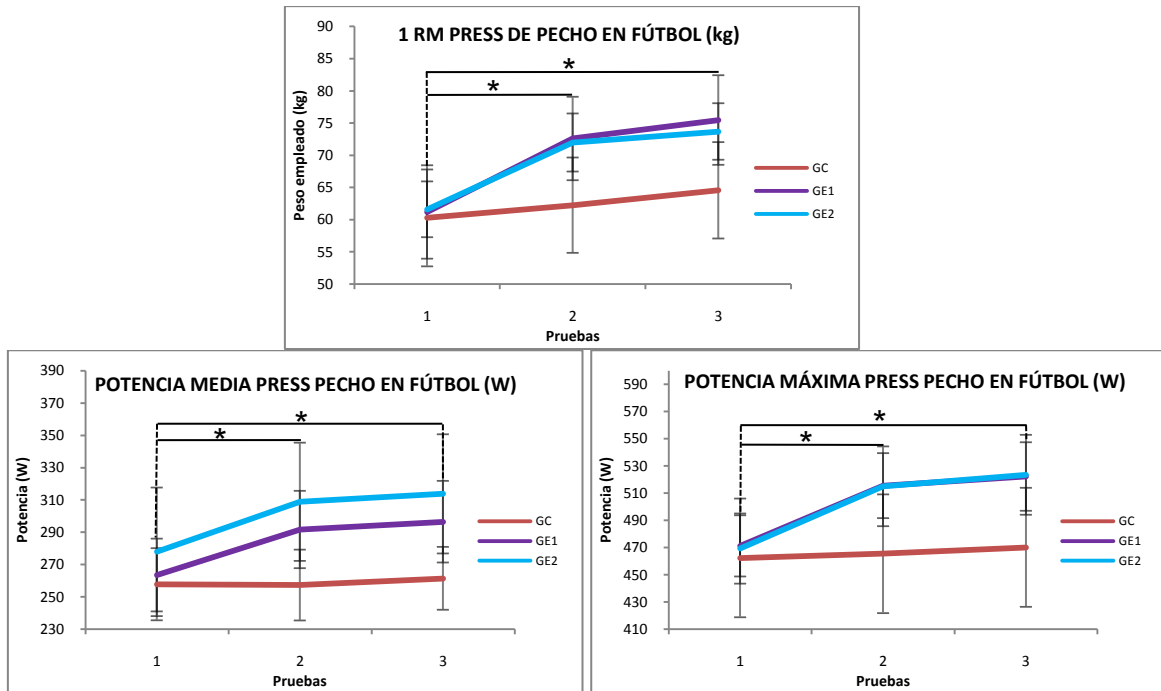 1 RM PRESS DE PECHO EN FÚTBOL (kg)
Peso empleado (kg)
90
85
80
75
70
65
60
55
50
*
*
GC
GE1
GE2
1 2 3
Pruebas
POTENCIA MEDIA PRESS PECHO EN FÚTBOL (W)
Potencia (W)
390
370
350
330
310
290
270
250
230
*
*
GC
GE1
GE2
1 2 3
Pruebas
POTENCIA MÁXIMA PRESS PECHO EN FÚTBOL (W)
Potencia (W)
590
570
550
530
510
490
470
450
430
410
*
*
GC
GE1
GE2
1 2 3
Pruebas